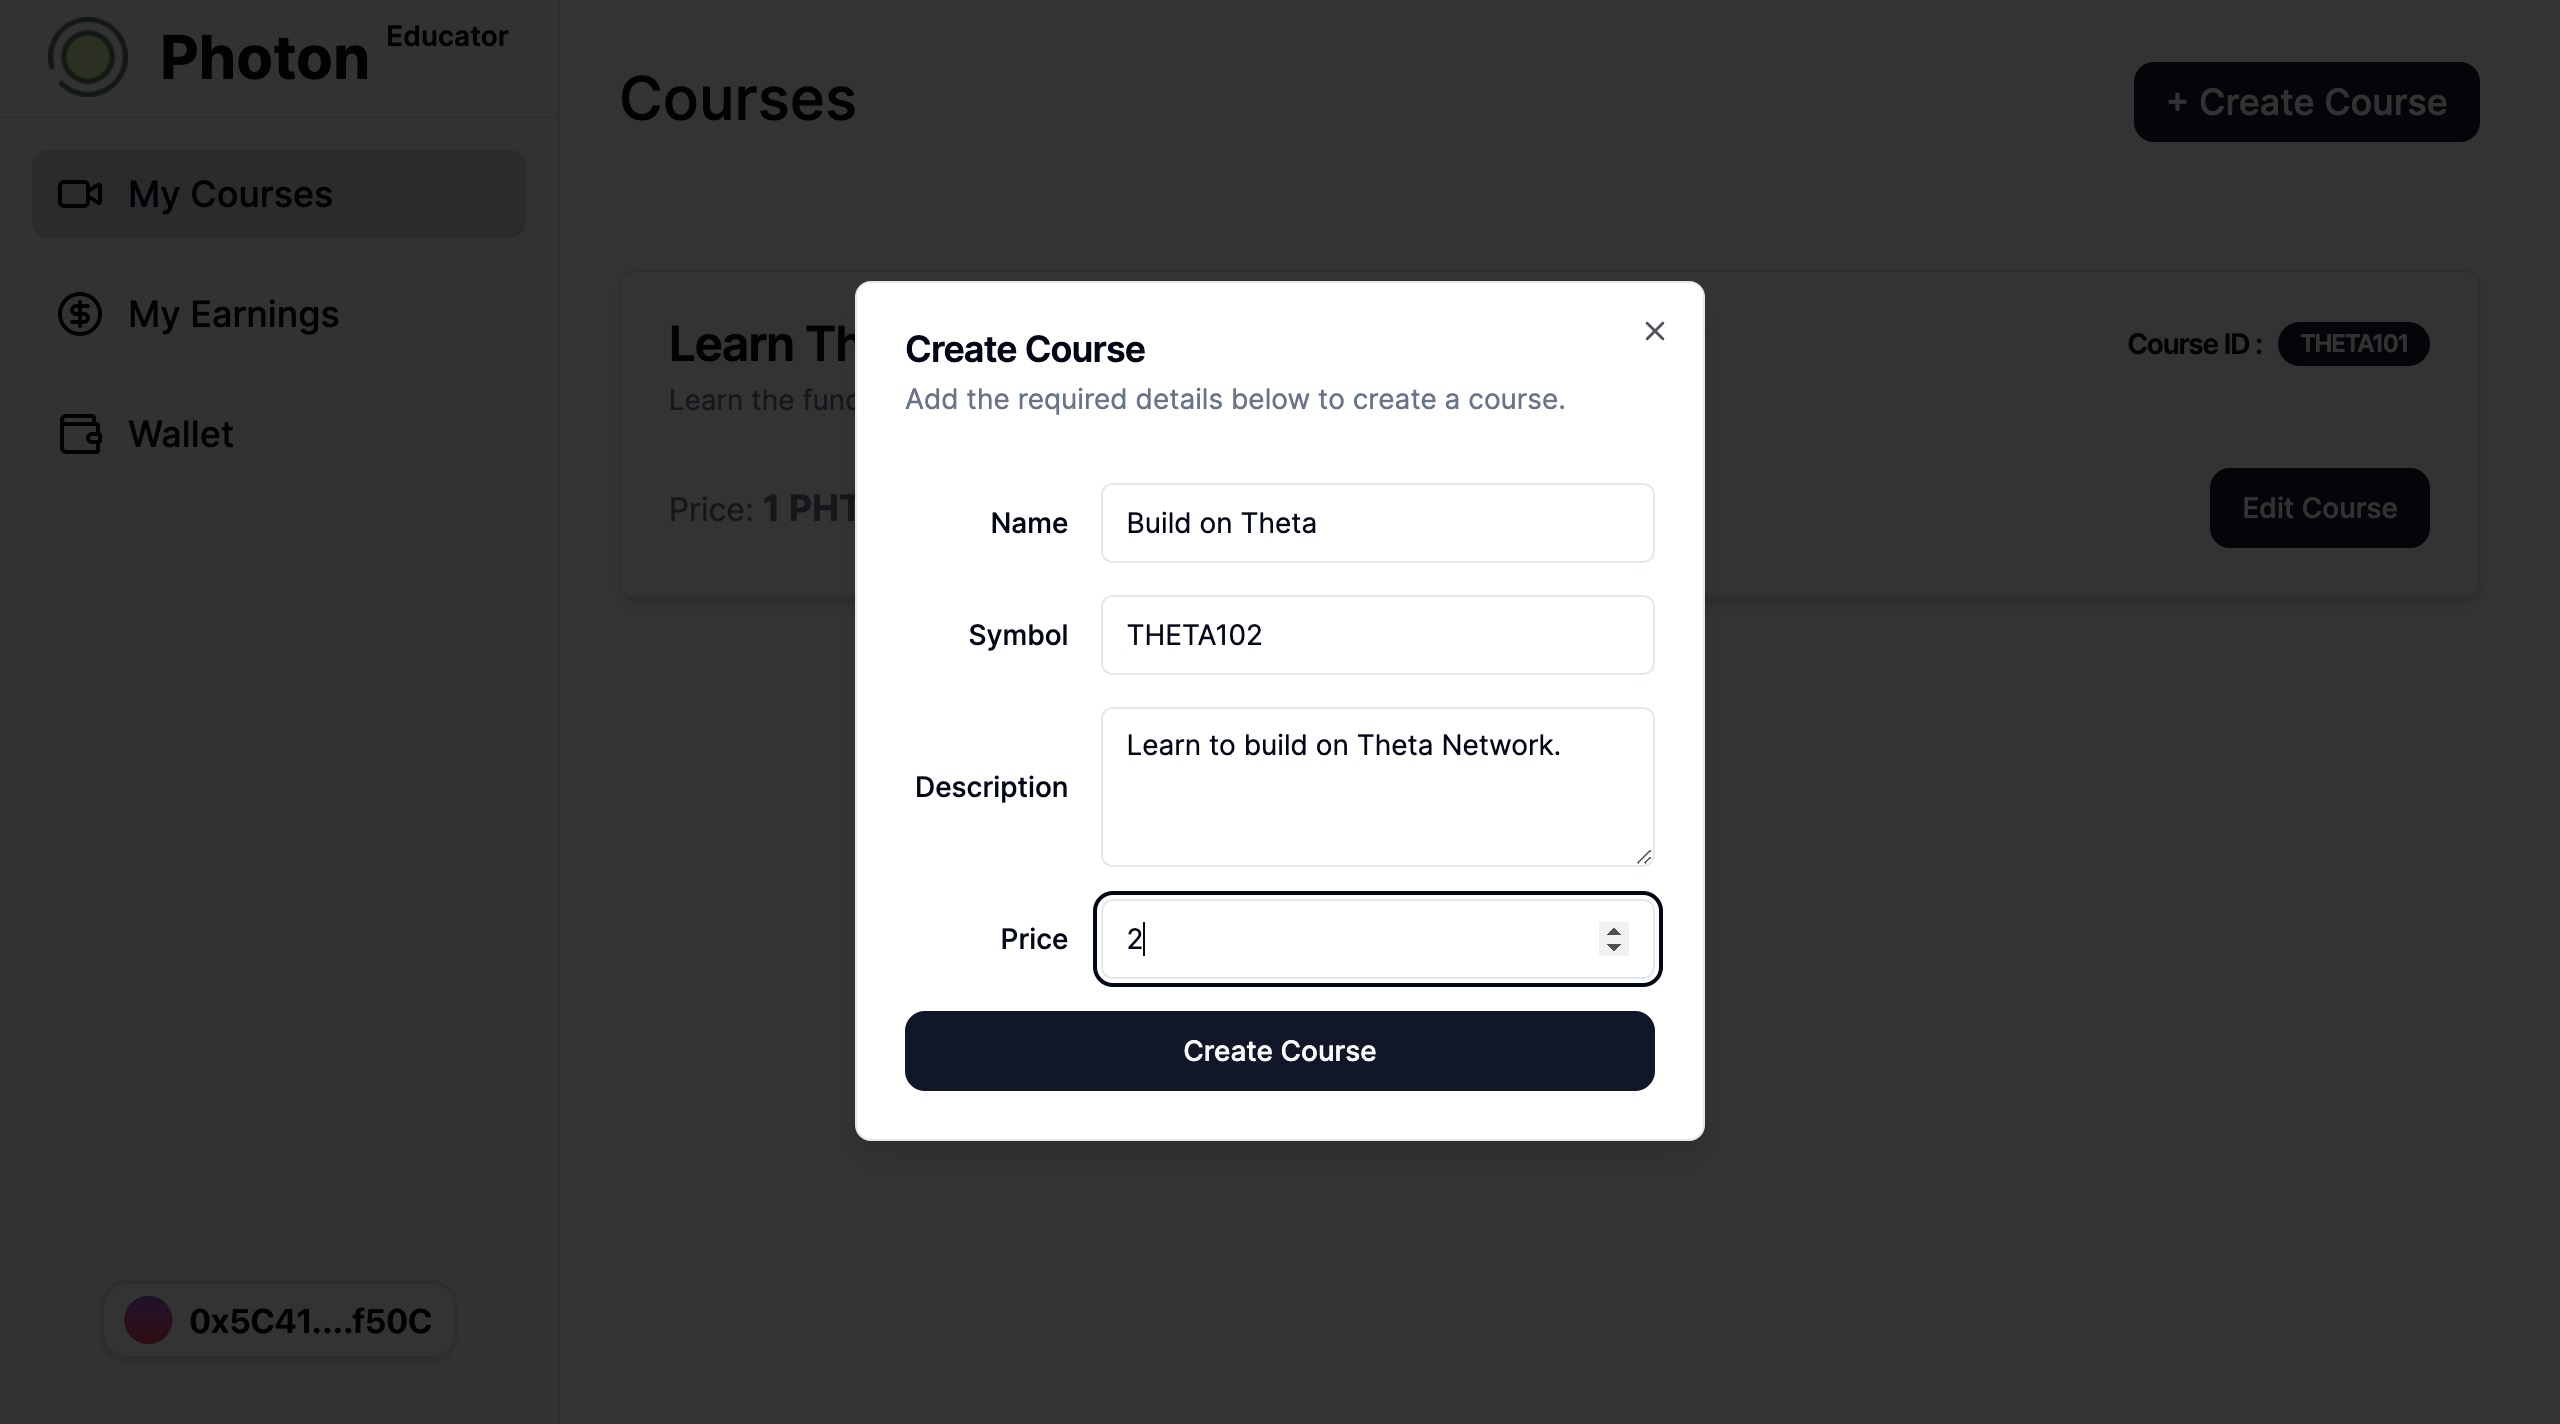 Photon Educator
My Courses
My Earnings
Wallet
0x5C41....f50C
Courses
+ Create Course
Learn Th
Learn the func
Price: 1 PHT
Course ID : THETA101
Edit Course
Create Course
Add the required details below to create a course.
Name Build on Theta
Symbol THETA102
Description Learn to build on Theta Network.
Price 2
Create Course